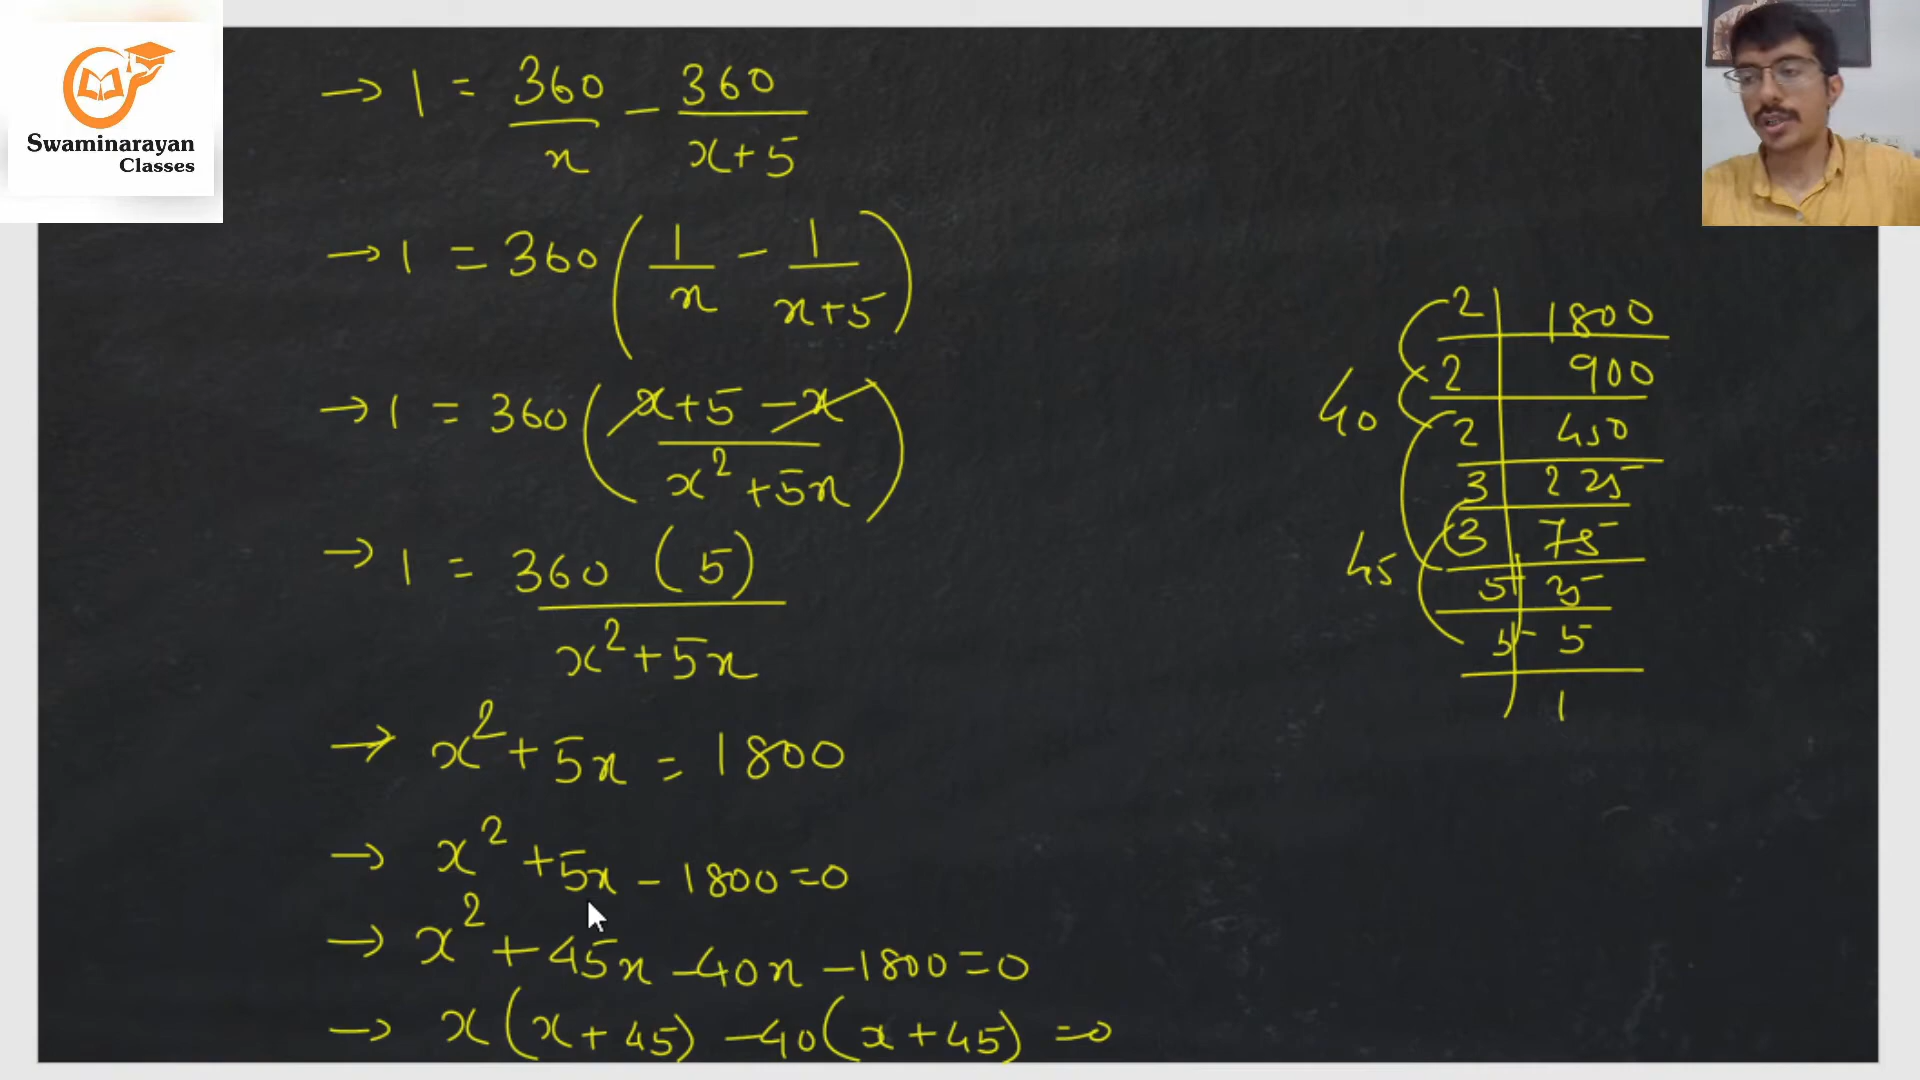 Swaminarayan
Classes
→ 1 = 360/x - 360/x+5
→ 1 = 360 (1/x - 1/x+5)
→ 1 = 360 (x+5-x/x²+5x)
→ 1 = 360 (5)/x²+5x
→ x²+5x = 1800
→ x² +5x - 1800=0
→ x² + 45x -40x -1800=0
→ x(x+45) -40(x+45) =0
2 | 1800
2 | 900
40
2 | 450
3 | 225
3 | 75
45
5 | 25
5 | 5
1